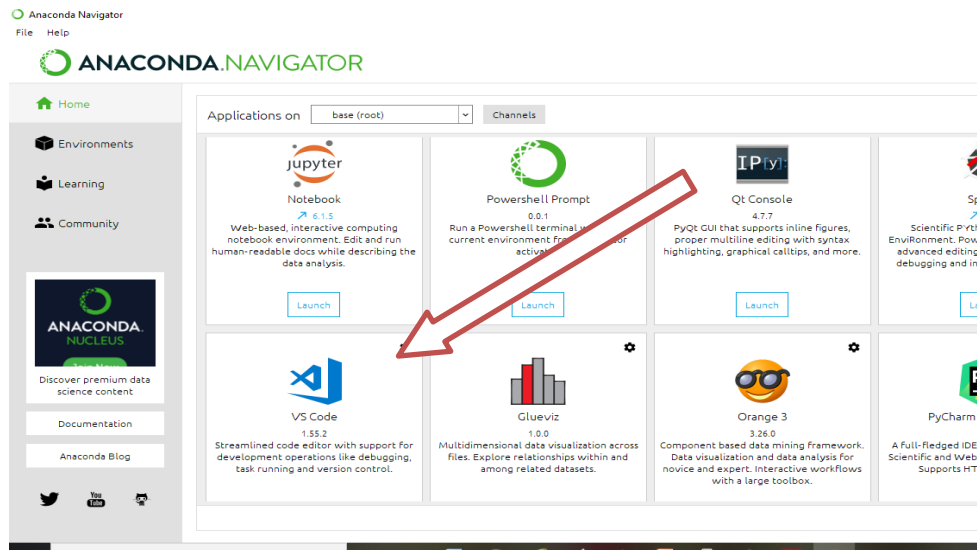 Anaconda Navigator
File Help
ANACONDA.NAVIGATOR
Home
Environments
Learning
Community
ANACONDA.
NUCLEUS
Join Now
Discover premium data
science content
Documentation
Anaconda Blog
You
Tube
Applications on base (root) Channels
jupyter
Notebook
6.1.5
Web-based, interactive computing
notebook environment. Edit and run
human-readable docs while describing the
data analysis.
Launch
Powershell Prompt
0.0.1
Run a Powershell terminal
current environment
Launch
IP[y]:
Qt Console
4.7.7
PyQt GUI that supports inline figures,
proper multiline editing with syntax
highlighting, graphical calltips, and more.
Launch
Scientific
EnviRonment.
advanced editing
debugging and
VS Code
1.55.2
Streamlined code editor with support for
development operations like debugging,
task running and version control.
Glueviz
1.0.0
Multidimensional data visualization across
files. Explore relationships within and
among related datasets.
Orange 3
3.26.0
Component based data mining framework.
Data visualization and data analysis for
novice and expert. Interactive workflows
with a large toolbox.
PyCharm
A full-fledged IDE
Scientific and Web
Supports